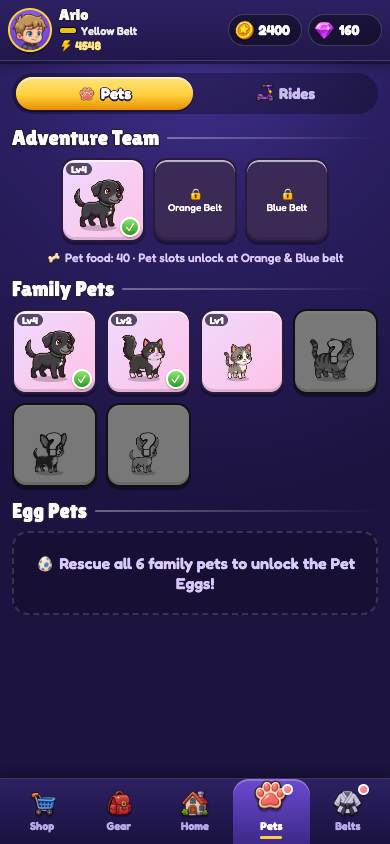 Arlo
Yellow Belt
4548
2400
160
Pets
Rides
Adventure Team
Lv4
Orange Belt
Blue Belt
Pet food: 40 · Pet slots unlock at Orange & Blue belt
Family Pets
Lv4
Lv2
Lv1
?
?
?
Egg Pets
Rescue all 6 family pets to unlock the Pet
Eggs!
Shop
Gear
Home
Pets
Belts